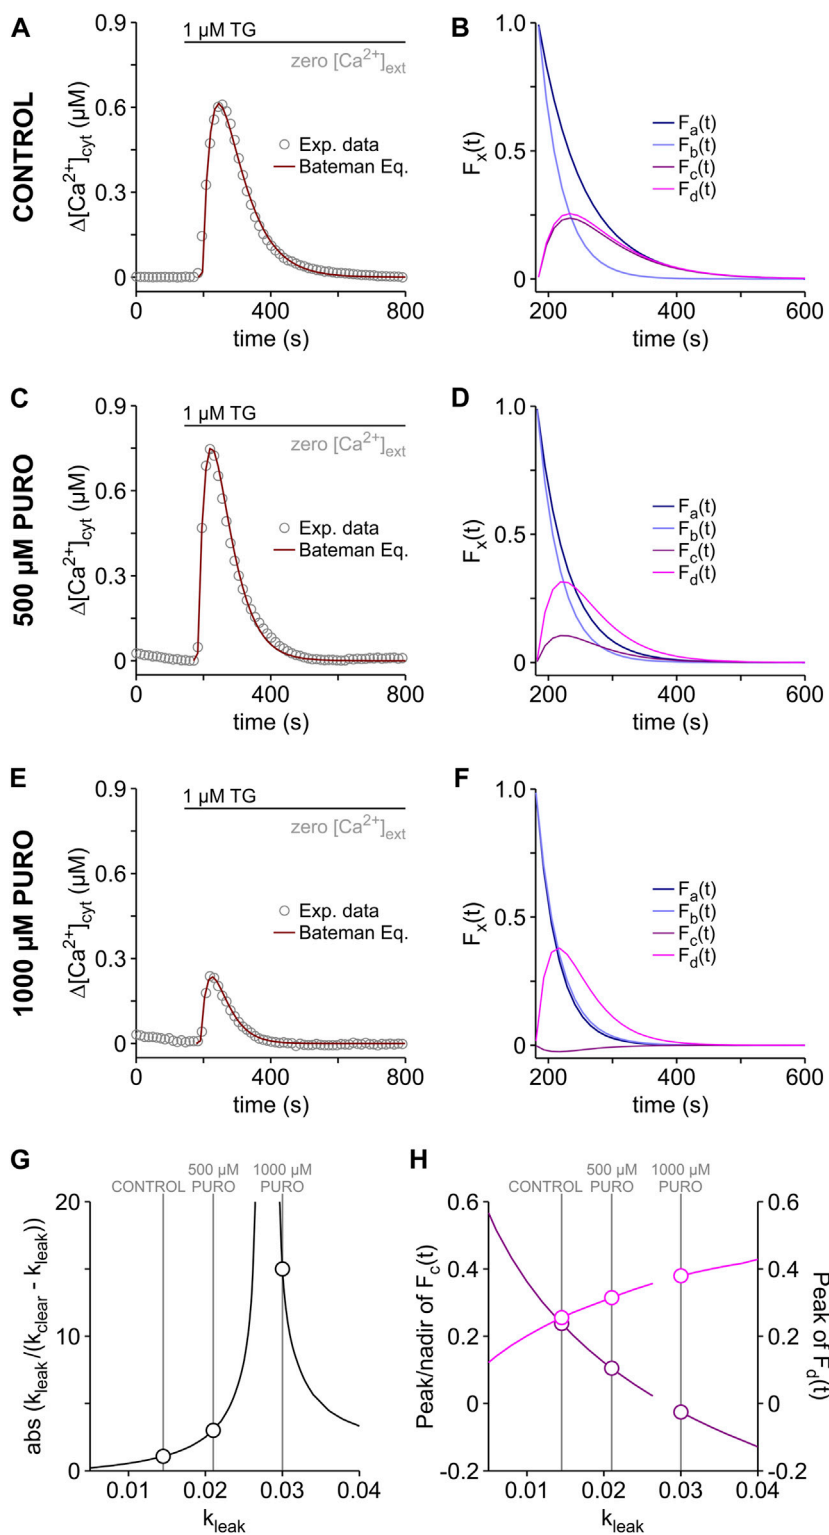 A
CONTROL
0.9
0.6
0.3
0
Δ[Ca²⁺]cyt (µM)
1 µM TG
zero [Ca²⁺]ext
Exp. data
Bateman Eq.
0 400 800
time (s)
B
1.0
0.5
0
Fx(t)
Fa(t)
Fb(t)
Fc(t)
Fd(t)
200 400 600
time (s)
C
500 µM PURO
0.9
0.6
0.3
0
Δ[Ca²⁺]cyt (µM)
1 µM TG
zero [Ca²⁺]ext
Exp. data
Bateman Eq.
0 400 800
time (s)
D
1.0
0.5
0
Fx(t)
Fa(t)
Fb(t)
Fc(t)
Fd(t)
200 400 600
time (s)
E
1000 µM PURO
0.9
0.6
0.3
0
Δ[Ca²⁺]cyt (µM)
1 µM TG
zero [Ca²⁺]ext
Exp. data
Bateman Eq.
0 400 800
time (s)
F
1.0
0.5
0
Fx(t)
Fa(t)
Fb(t)
Fc(t)
Fd(t)
200 400 600
time (s)
G
CONTROL
500 µM
PURO
1000 µM
PURO
20
15
10
0
abs (kleak/(kclear - kleak))
0.01 0.02 0.03 0.04
kleak
H
CONTROL
500 µM
PURO
1000 µM
PURO
0.6
0.4
0.2
0
-0.2
Peak/nadir of Fc(t)
0.6
0.4
0.2
0
-0.2
Peak of Fd(t)
0.01 0.02 0.03 0.04
kleak